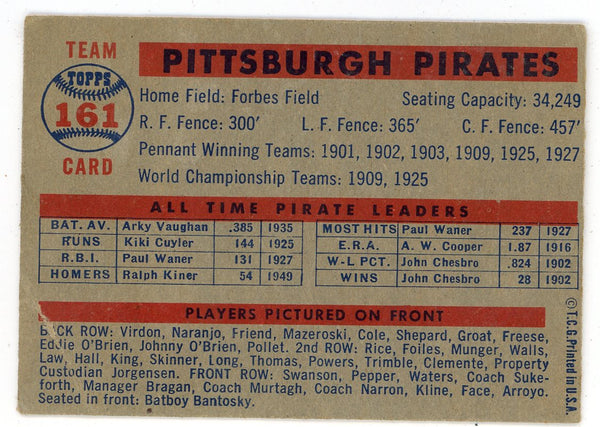 TEAM
TOPPS
161
CARD
PITTSBURGH PIRATES
Home Field: Forbes Field Seating Capacity: 34,249
R. F. Fence: 300' L. F. Fence: 365' C. F. Fence: 457'
Pennant Winning Teams: 1901, 1902, 1903, 1909, 1925, 1927
World Championship Teams: 1909, 1925
ALL TIME PIRATE LEADERS
BAT. AV. Arky Vaughan .385 1935 MOST HITS Paul Waner 237 1927
RUNS Kiki Cuyler 144 1925 E.R.A. A. W. Cooper 1.87 1916
R.B.I. Paul Waner 131 1927 W-L PCT. John Chesbro .824 1902
HOMERS Ralph Kiner 54 1949 WINS John Chesbro 28 1902
PLAYERS PICTURED ON FRONT
BACK ROW: Virdon, Naranjo, Friend, Mazeroski, Cole, Shepard, Groat, Freese,
Eddie O'Brien, Johnny O'Brien, Pollet. 2ND ROW: Rice, Foiles, Munger, Walls,
Law, Hall, King, Skinner, Long, Thomas, Powers, Trimble, Clemente, Property
Custodian Jorgensen. FRONT ROW: Swanson, Pepper, Waters, Coach Suke-
forth, Manager Bragan, Coach Murtagh, Coach Narron, Kline, Face, Arroyo.
Seated in front: Batboy Bantosky.
© T.C.G. Printed in U.S.A.